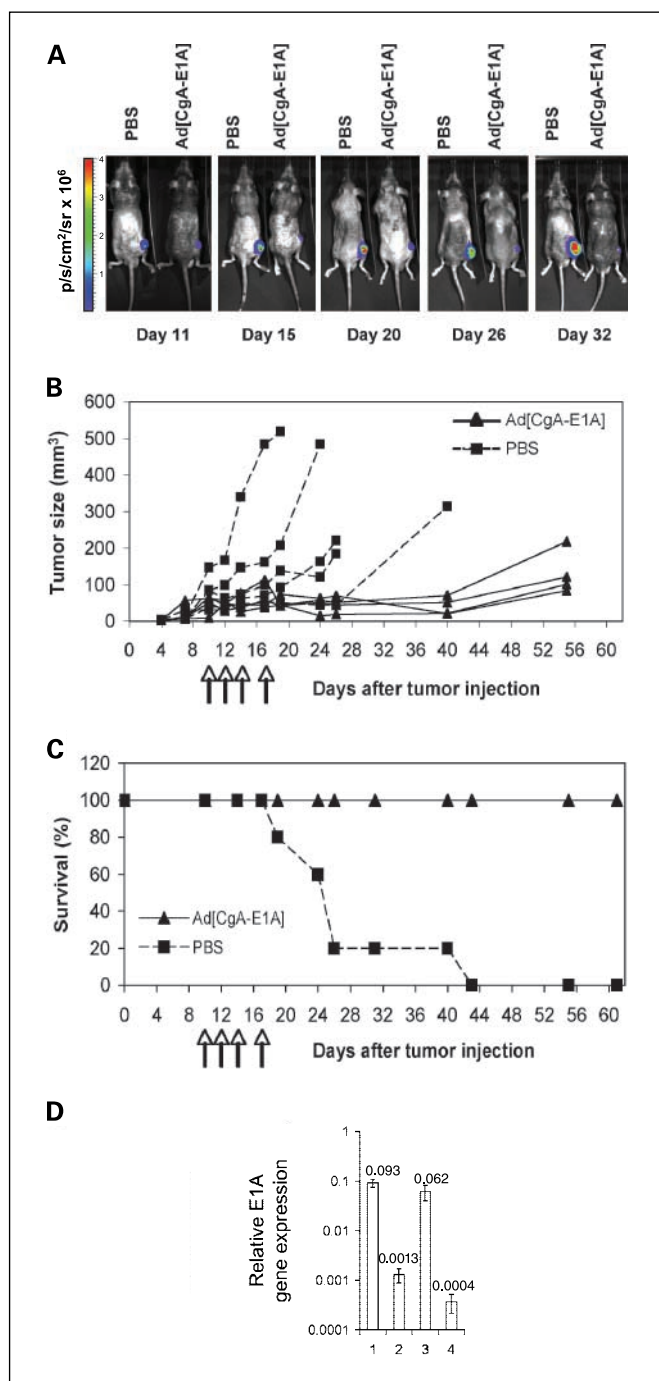 A
PBS
Ad[CgA-E1A]
PBS
Ad[CgA-E1A]
PBS
Ad[CgA-E1A]
PBS
Ad[CgA-E1A]
PBS
Ad[CgA-E1A]
p/s/cm²/sr x 10⁶
4
3
2
1
Day 11
Day 15
Day 20
Day 26
Day 32
B
Tumor size (mm³)
600
500
400
300
200
100
0
Ad[CgA-E1A]
PBS
0 4 8 12 16 20 24 28 32 36 40 44 48 52 56 60
Days after tumor injection
C
Survival (%)
120
100
80
60
40
20
0
Ad[CgA-E1A]
PBS
0 4 8 12 16 20 24 28 32 36 40 44 48 52 56 60
Days after tumor injection
D
Relative E1A
gene expression
1
0.1
0.01
0.001
0.0001
0.093
0.0013
0.062
0.0004
1 2 3 4